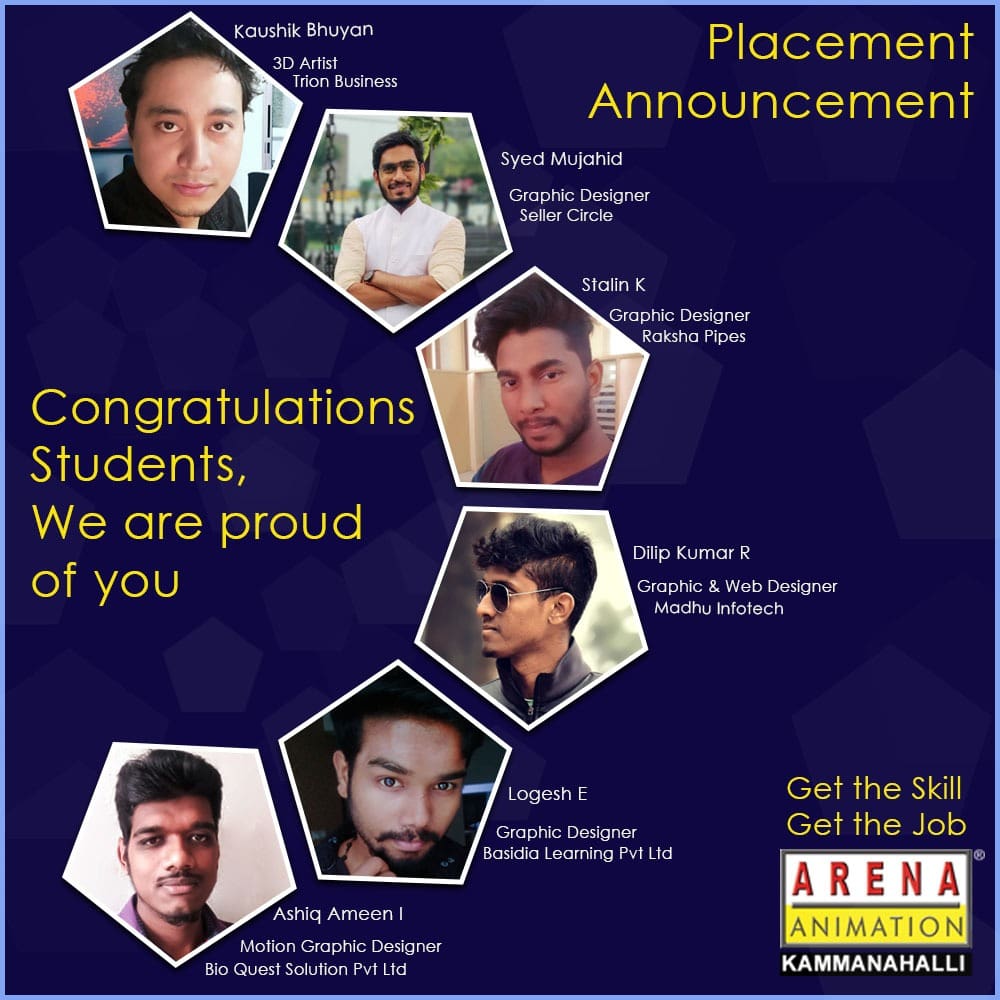 Placement
Announcement
Kaushik Bhuyan
3D Artist
Trion Business
Syed Mujahid
Graphic Designer
Seller Circle
Stalin K
Graphic Designer
Raksha Pipes
Congratulations
Students,
We are proud
of you
Dilip Kumar R
Graphic & Web Designer
Madhu Infotech
Logesh E
Graphic Designer
Basidia Learning Pvt Ltd
Ashiq Ameen I
Motion Graphic Designer
Bio Quest Solution Pvt Ltd
Get the Skill
Get the Job
ARENA ®
ANIMATION
KAMMANAHALLI